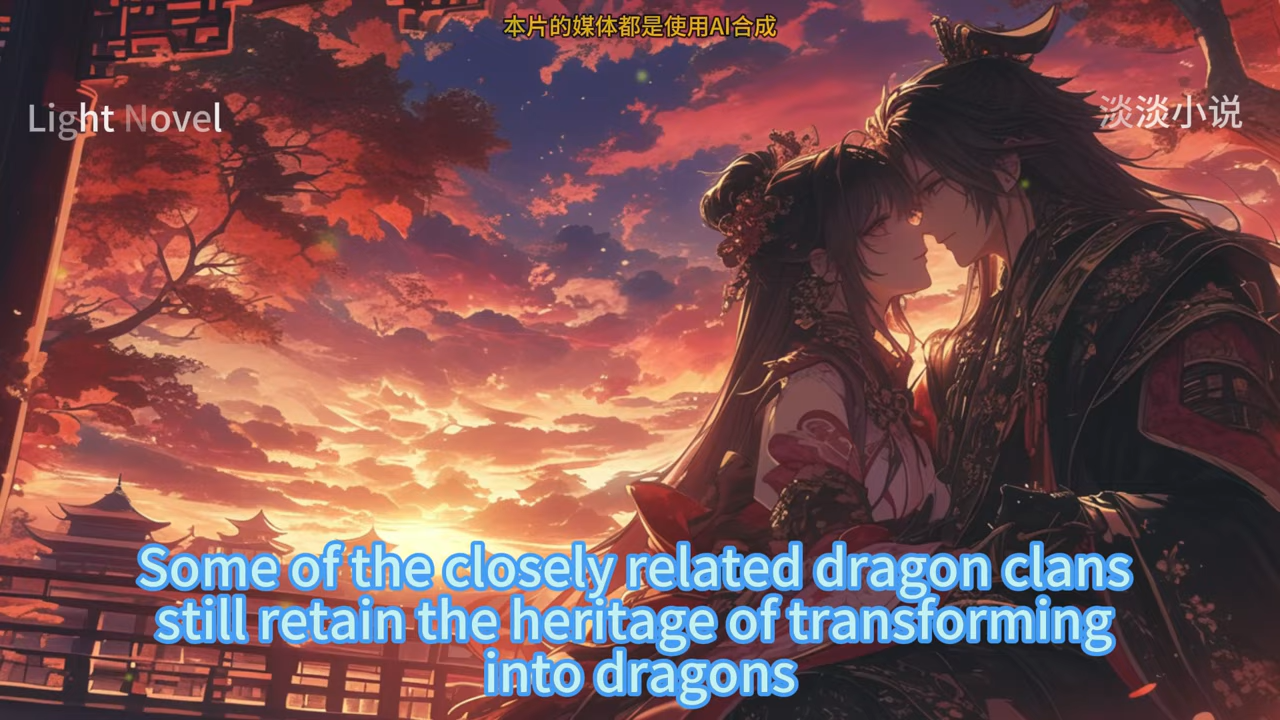 本片的媒体都是使用AI合成
Light Novel
淡淡小说
Some of the closely related dragon clans
still retain the heritage of transforming
into dragons